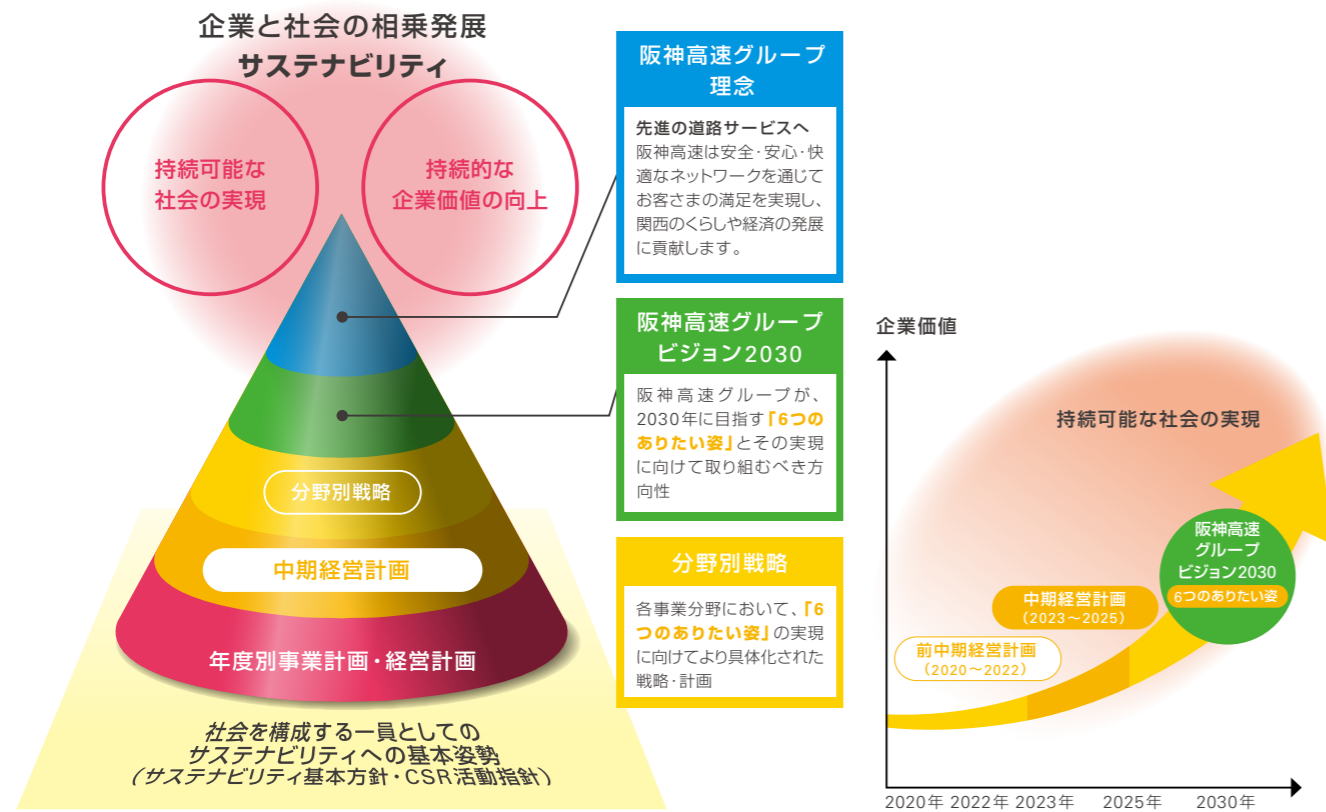 企業と社会の相乗発展
サステナビリティ
持続可能な
社会の実現
持続的な
企業価値の向上
分野別戦略
中期経営計画
年度別事業計画・経営計画
社会を構成する一員としての
サステナビリティへの基本姿勢
（サステナビリティ基本方針・CSR活動指針）
阪神高速グループ
理念
先進の道路サービスへ
阪神高速は安全・安心・快
適なネットワークを通じて
お客さまの満足を実現し、
関西のくらしや経済の発展
に貢献します。
阪神高速グループ
ビジョン2030
阪神高速グループが、
2030年に目指す「6つの
ありたい姿」とその実現
に向けて取り組むべき方
向性
分野別戦略
各事業分野において、「6
つのありたい姿」の実現
に向けてより具体化された
戦略・計画
企業価値
持続可能な社会の実現
阪神高速
グループ
ビジョン2030
6つのありたい姿
中期経営計画
（2023～2025）
前中期経営計画
（2020～2022）
2020年 2022年 2023年 2025年 2030年